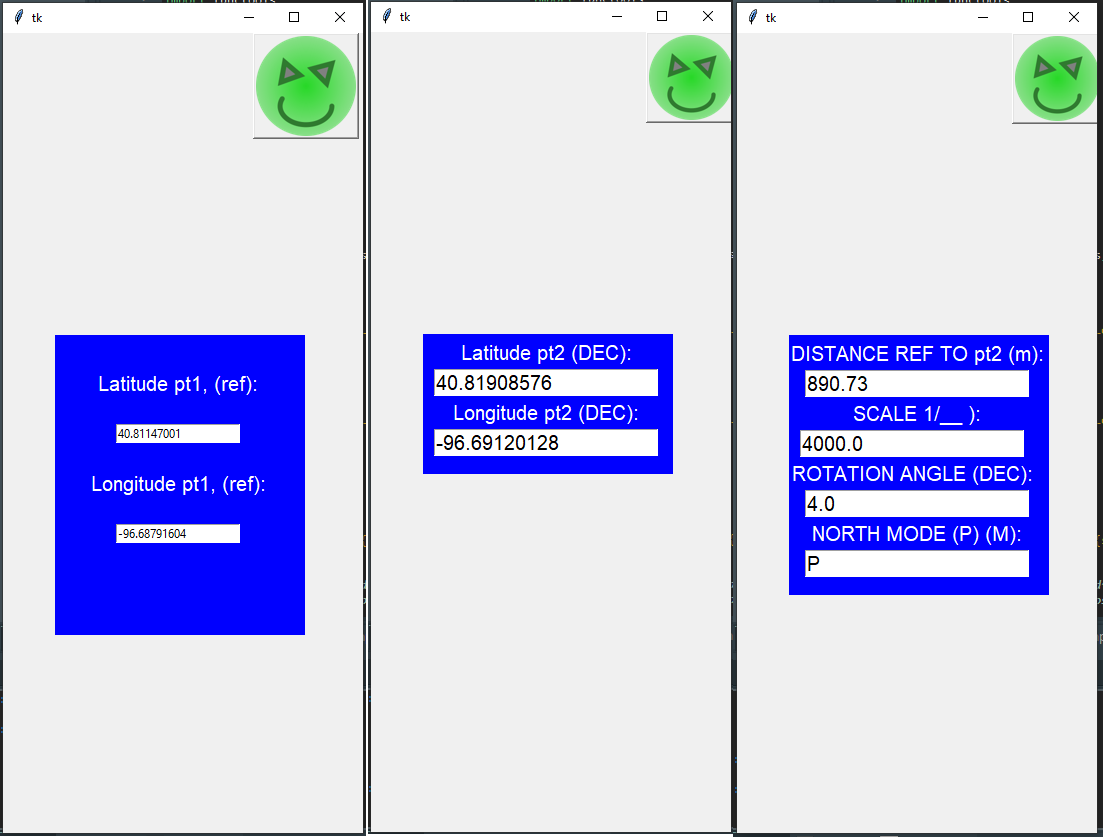 tk
Latitude pt1, (ref):
40.81147001
Longitude pt1, (ref):
-96.68791604
tk
Latitude pt2 (DEC):
40.81908576
Longitude pt2 (DEC):
-96.69120128
tk
DISTANCE REF TO pt2 (m):
890.73
SCALE 1/__ ):
4000.0
ROTATION ANGLE (DEC):
4.0
NORTH MODE (P) (M):
P